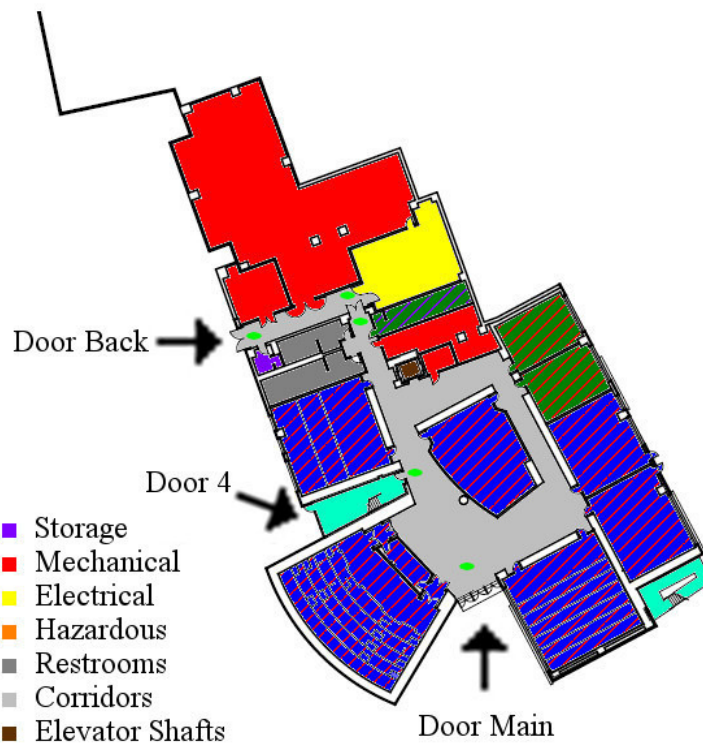 Door Back
Door 4
Storage
Mechanical
Electrical
Hazardous
Restrooms
Corridors
Elevator Shafts
Door Main